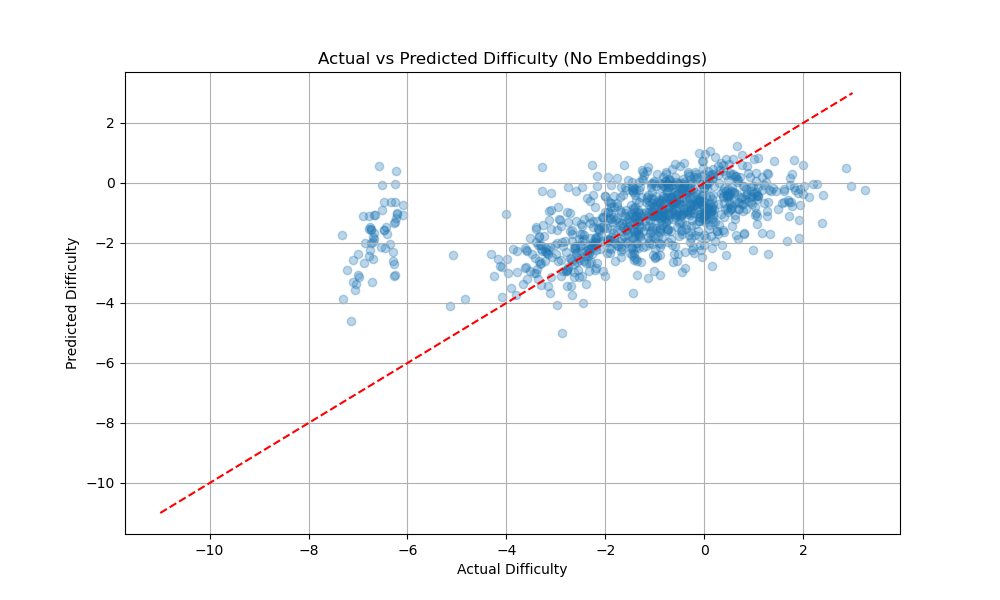 Actual vs Predicted Difficulty (No Embeddings)
Predicted Difficulty
2
0
−2
−4
−6
−8
−10
−10 −8 −6 −4 −2 0 2
Actual Difficulty